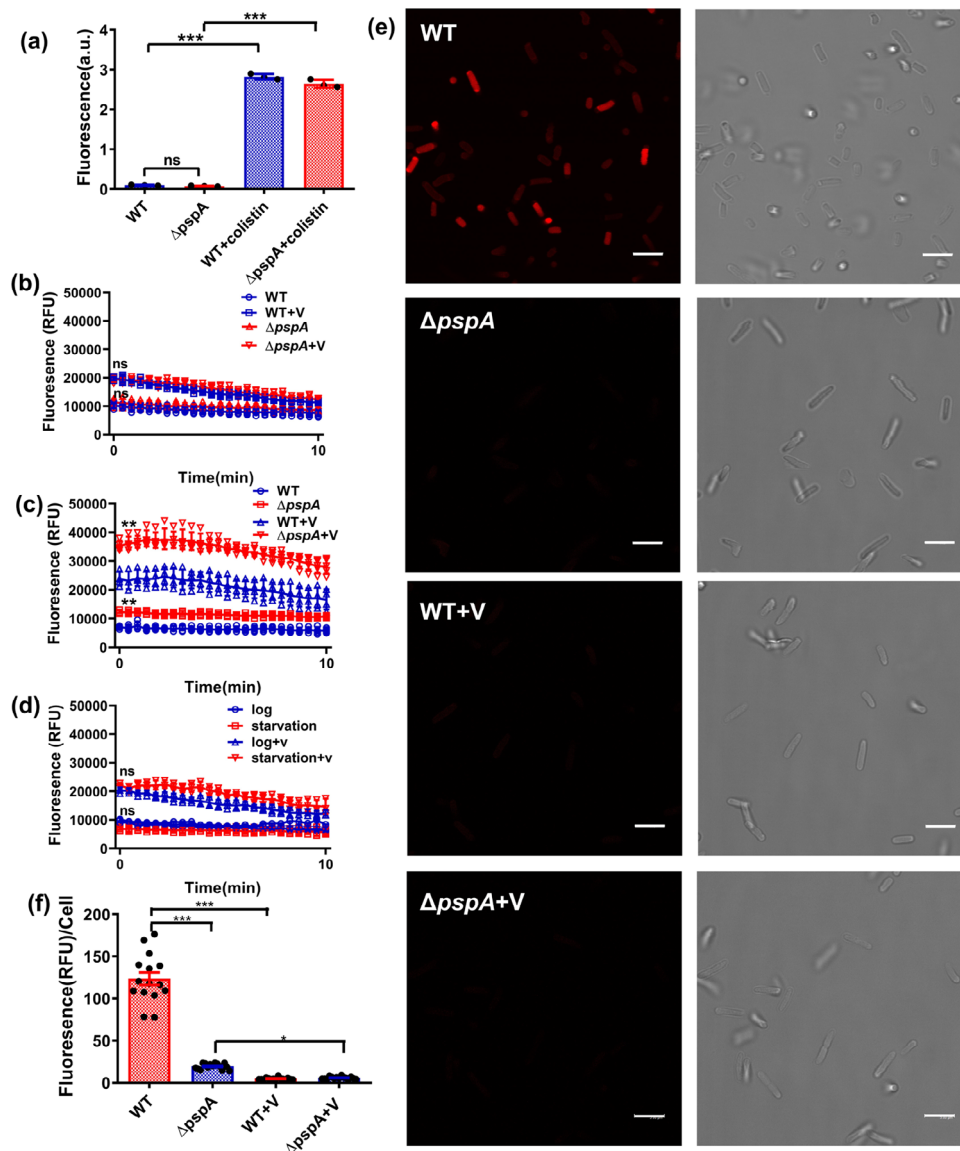 (a)
Fluorescence(a.u.)
0
1
2
3
4
ns
***
***
WT
ΔpspA
WT+colistin
ΔpspA+colistin
(b)
Fluoresence (RFU)
50000
40000
30000
20000
10000
0
WT
WT+V
ΔpspA
ΔpspA+V
ns
ns
0
10
Time(min)
(c)
Fluoresence (RFU)
50000
40000
30000
20000
10000
0
WT
ΔpspA
WT+V
ΔpspA+V
**
**
0
10
Time(min)
(d)
Fluoresence (RFU)
50000
40000
30000
20000
10000
0
log
starvation
log+v
starvation+v
ns
ns
0
10
Time(min)
(f)
Fluorescence(RFU)/Cell
200
150
100
50
0
***
***
*
WT
ΔpspA
WT+V
ΔpspA+V
(e)
WT
ΔpspA
WT+V
ΔpspA+V